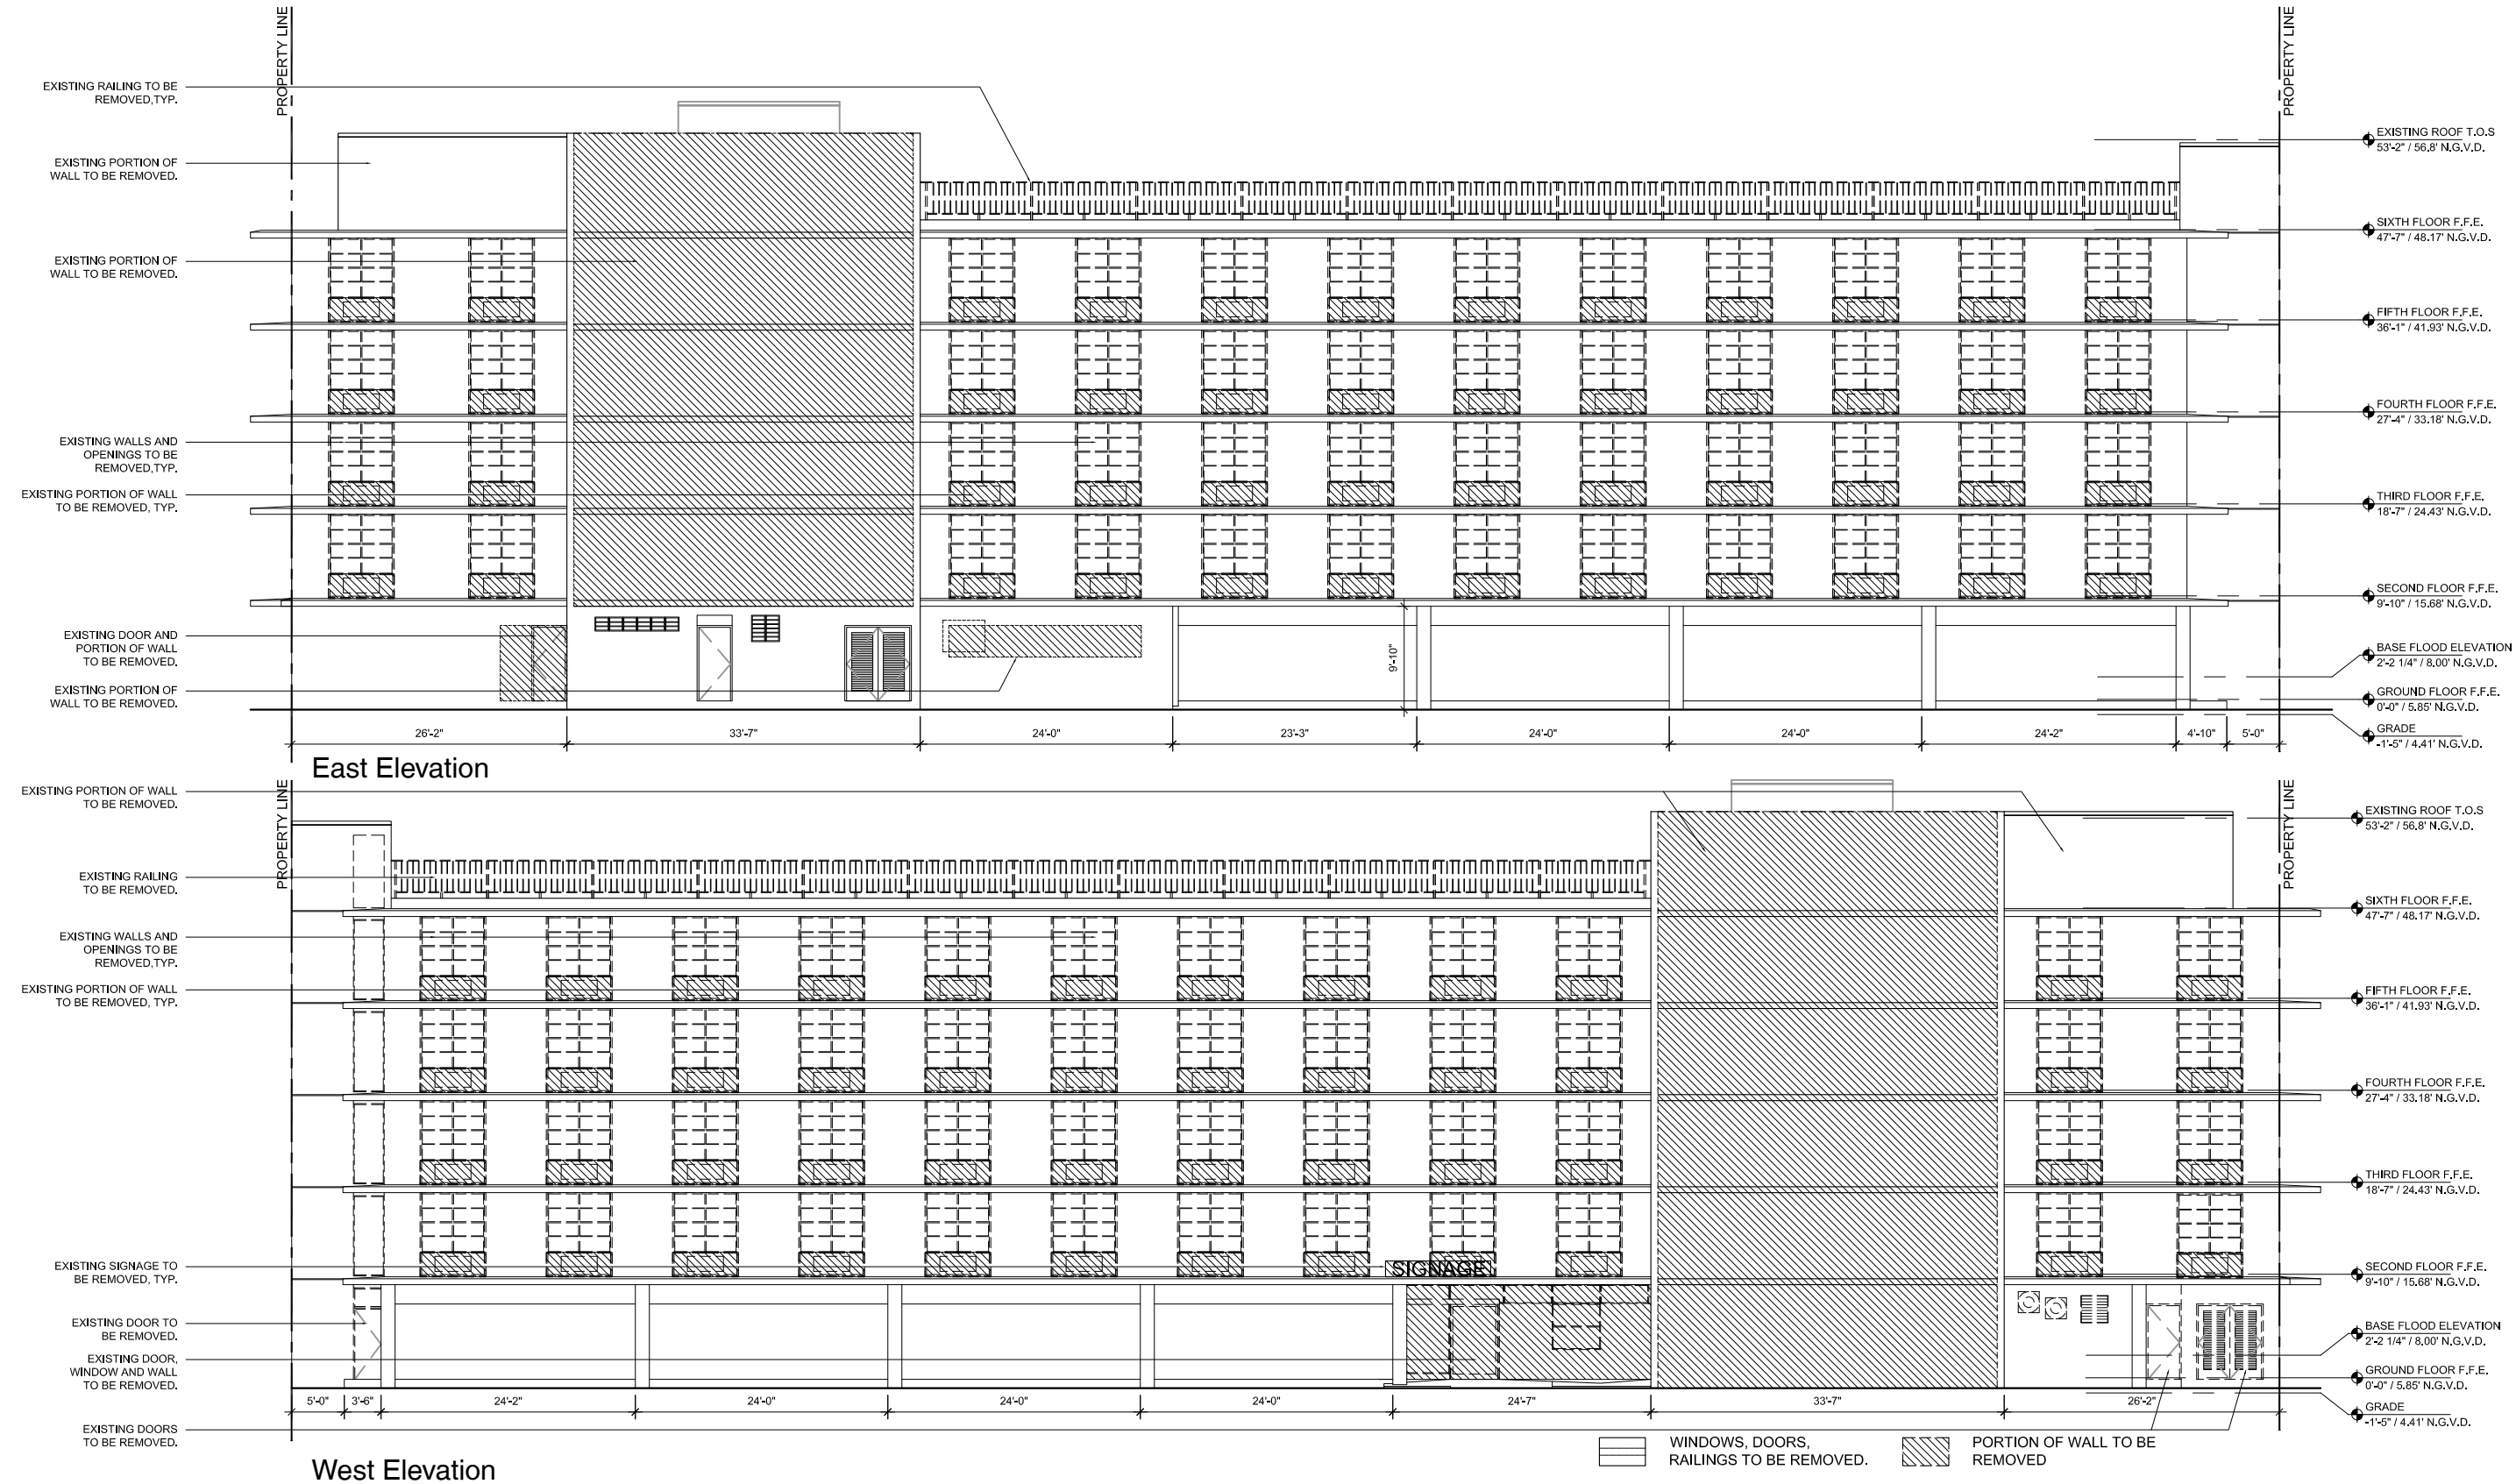 PROPERTY LINE
PROPERTY LINE
EXISTING RAILING TO BE
REMOVED,TYP.
EXISTING PORTION OF
WALL TO BE REMOVED.
EXISTING PORTION OF
WALL TO BE REMOVED.
EXISTING WALLS AND
OPENINGS TO BE
REMOVED,TYP.
EXISTING PORTION OF WALL
TO BE REMOVED, TYP.
EXISTING DOOR AND
PORTION OF WALL
TO BE REMOVED.
EXISTING PORTION OF
WALL TO BE REMOVED.
EXISTING ROOF T.O.S
53'-2" / 56.8' N.G.V.D.
SIXTH FLOOR F.F.E.
47'-7" / 48.17' N.G.V.D.
FIFTH FLOOR F.F.E.
36'-1" / 41.93' N.G.V.D.
FOURTH FLOOR F.F.E.
27'-4" / 33.18' N.G.V.D.
THIRD FLOOR F.F.E.
18'-7" / 24.43' N.G.V.D.
SECOND FLOOR F.F.E.
9'-10" / 15.68' N.G.V.D.
BASE FLOOD ELEVATION
2'-2 1/4" / 8.00' N.G.V.D.
GROUND FLOOR F.F.E.
0'-0" / 5.85' N.G.V.D.
GRADE
-1'-5" / 4.41' N.G.V.D.
9'-10"
26'-2" 33'-7" 24'-0" 23'-3" 24'-0" 24'-0" 24'-2" 4'-10" 5'-0"
East Elevation
PROPERTY LINE
PROPERTY LINE
EXISTING PORTION OF WALL
TO BE REMOVED.
EXISTING RAILING
TO BE REMOVED.
EXISTING WALLS AND
OPENINGS TO BE
REMOVED,TYP.
EXISTING PORTION OF WALL
TO BE REMOVED, TYP.
EXISTING SIGNAGE TO
BE REMOVED, TYP.
EXISTING DOOR TO
BE REMOVED.
EXISTING DOOR,
WINDOW AND WALL
TO BE REMOVED.
EXISTING DOORS
TO BE REMOVED.
SIGNAGE
EXISTING ROOF T.O.S
53'-2" / 56.8' N.G.V.D.
SIXTH FLOOR F.F.E.
47'-7" / 48.17' N.G.V.D.
FIFTH FLOOR F.F.E.
36'-1" / 41.93' N.G.V.D.
FOURTH FLOOR F.F.E.
27'-4" / 33.18' N.G.V.D.
THIRD FLOOR F.F.E.
18'-7" / 24.43' N.G.V.D.
SECOND FLOOR F.F.E.
9'-10" / 15.68' N.G.V.D.
BASE FLOOD ELEVATION
2'-2 1/4" / 8.00' N.G.V.D.
GROUND FLOOR F.F.E.
0'-0" / 5.85' N.G.V.D.
GRADE
-1'-5" / 4.41' N.G.V.D.
5'-0" 3'-6" 24'-2" 24'-0" 24'-0" 24'-0" 24'-7" 33'-7" 26'-2"
West Elevation
WINDOWS, DOORS,
RAILINGS TO BE REMOVED.
PORTION OF WALL TO BE
REMOVED